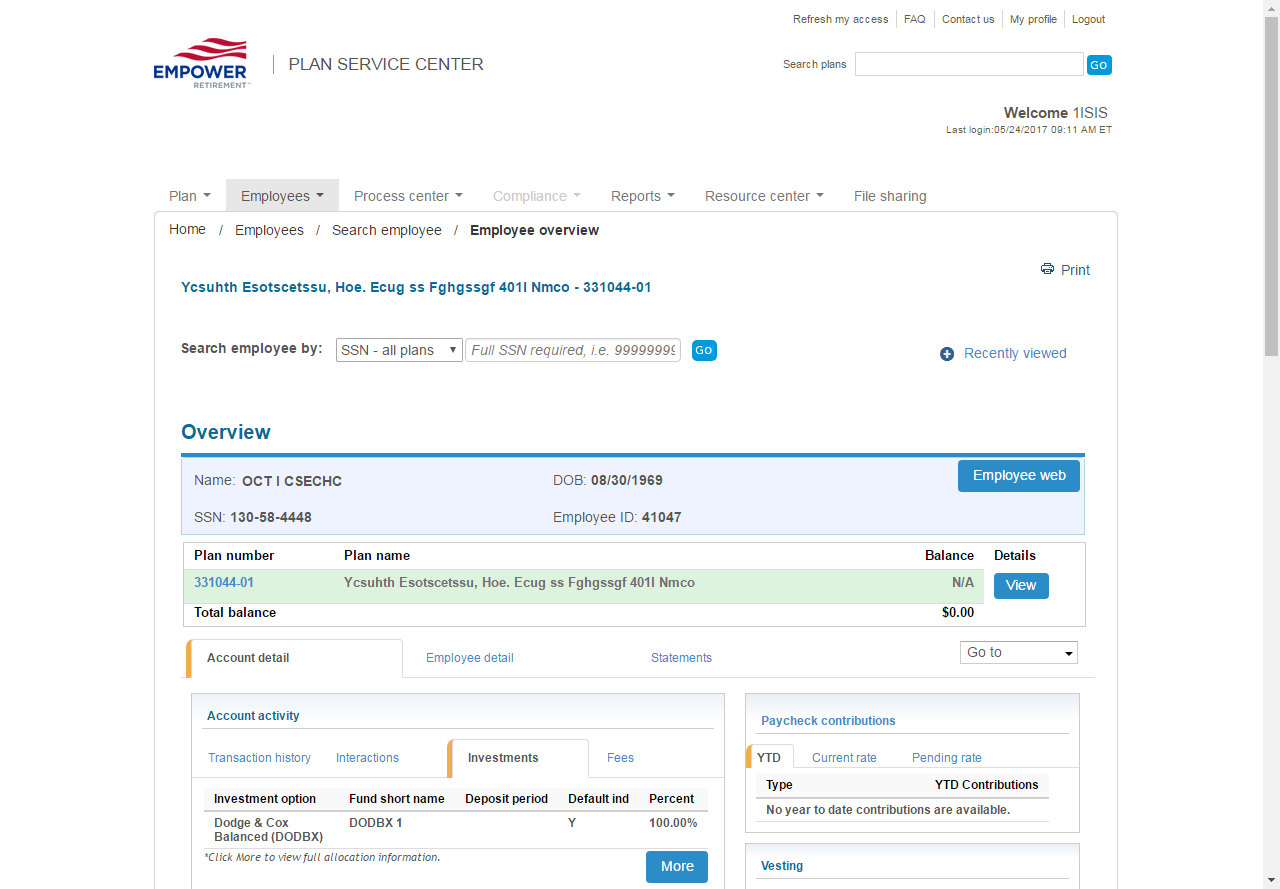 Refresh my access FAQ Contact us My profile Logout
EMPOWER
RETIREMENT™
PLAN SERVICE CENTER
Search plans Go
Welcome 1ISIS
Last login:05/24/2017 09:11 AM ET
Plan Employees Process center Compliance Reports Resource center File sharing
Home / Employees / Search employee / Employee overview
Print
Ycsuhth Esotscetssu, Hoe. Ecug ss Fghgssgf 401I Nmco - 331044-01
Search employee by: SSN - all plans Full SSN required, i.e. 99999999 Go
Recently viewed
Overview
Name: OCT I CSECHC DOB: 08/30/1969 Employee web
SSN: 130-58-4448 Employee ID: 41047
Plan number Plan name Balance Details
331044-01 Ycsuhth Esotscetssu, Hoe. Ecug ss Fghgssgf 401I Nmco N/A View
Total balance $0.00
Account detail Employee detail Statements Go to
Account activity
Transaction history Interactions Investments Fees
Investment option Fund short name Deposit period Default ind Percent
Dodge & Cox Balanced (DODBX) DODBX 1 Y 100.00%
*Click More to view full allocation information.
More
Paycheck contributions
YTD Current rate Pending rate
Type YTD Contributions
No year to date contributions are available.
Vesting